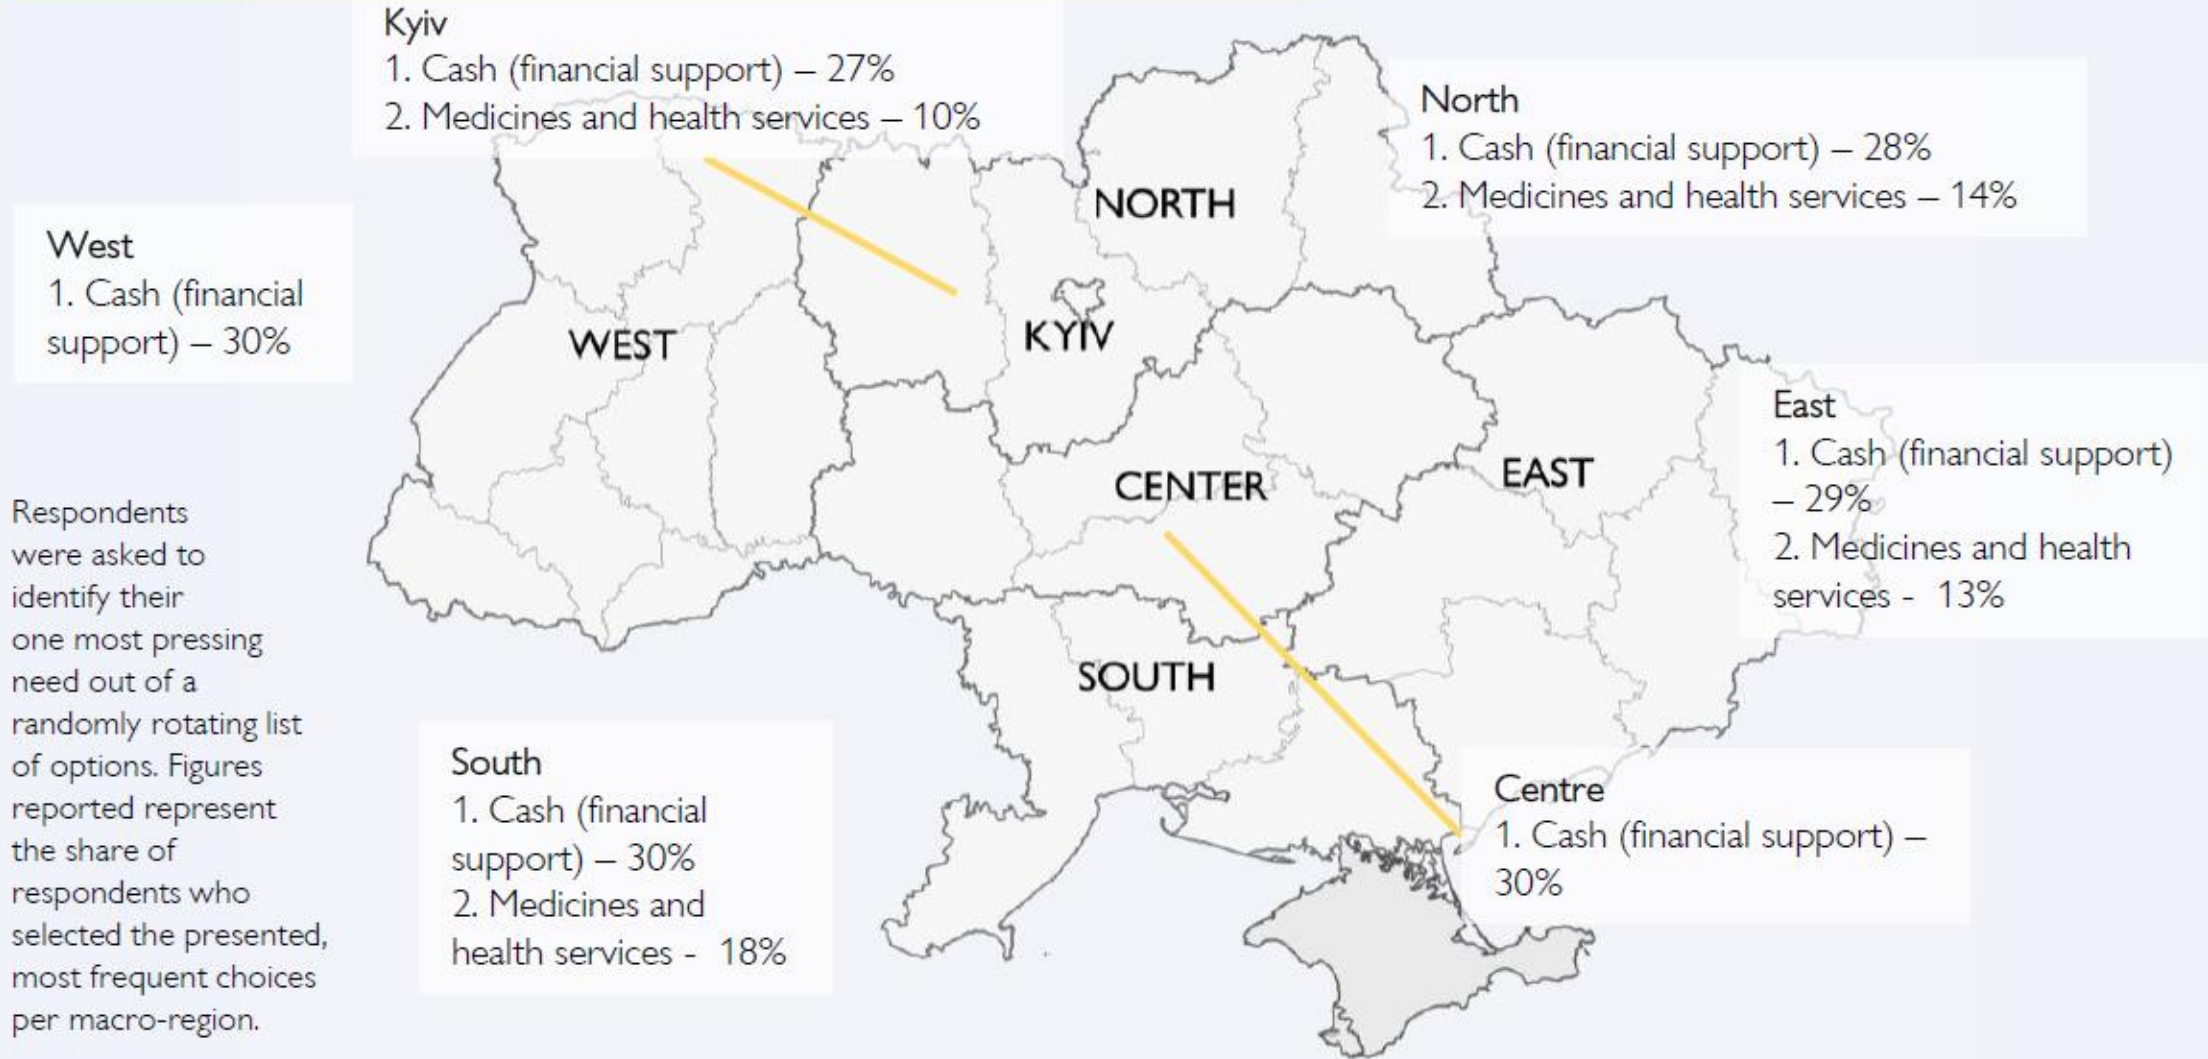 Kyiv
1. Cash (financial support) – 27%
2. Medicines and health services – 10%
North
1. Cash (financial support) – 28%
2. Medicines and health services – 14%
West
1. Cash (financial
support) – 30%
NORTH
WEST
KYIV
CENTER
EAST
SOUTH
East
1. Cash (financial support)
– 29%
2. Medicines and health
services - 13%
Respondents
were asked to
identify their
one most pressing
need out of a
randomly rotating list
of options. Figures
reported represent
the share of
respondents who
selected the presented,
most frequent choices
per macro-region.
South
1. Cash (financial
support) – 30%
2. Medicines and
health services - 18%
Centre
1. Cash (financial support) –
30%